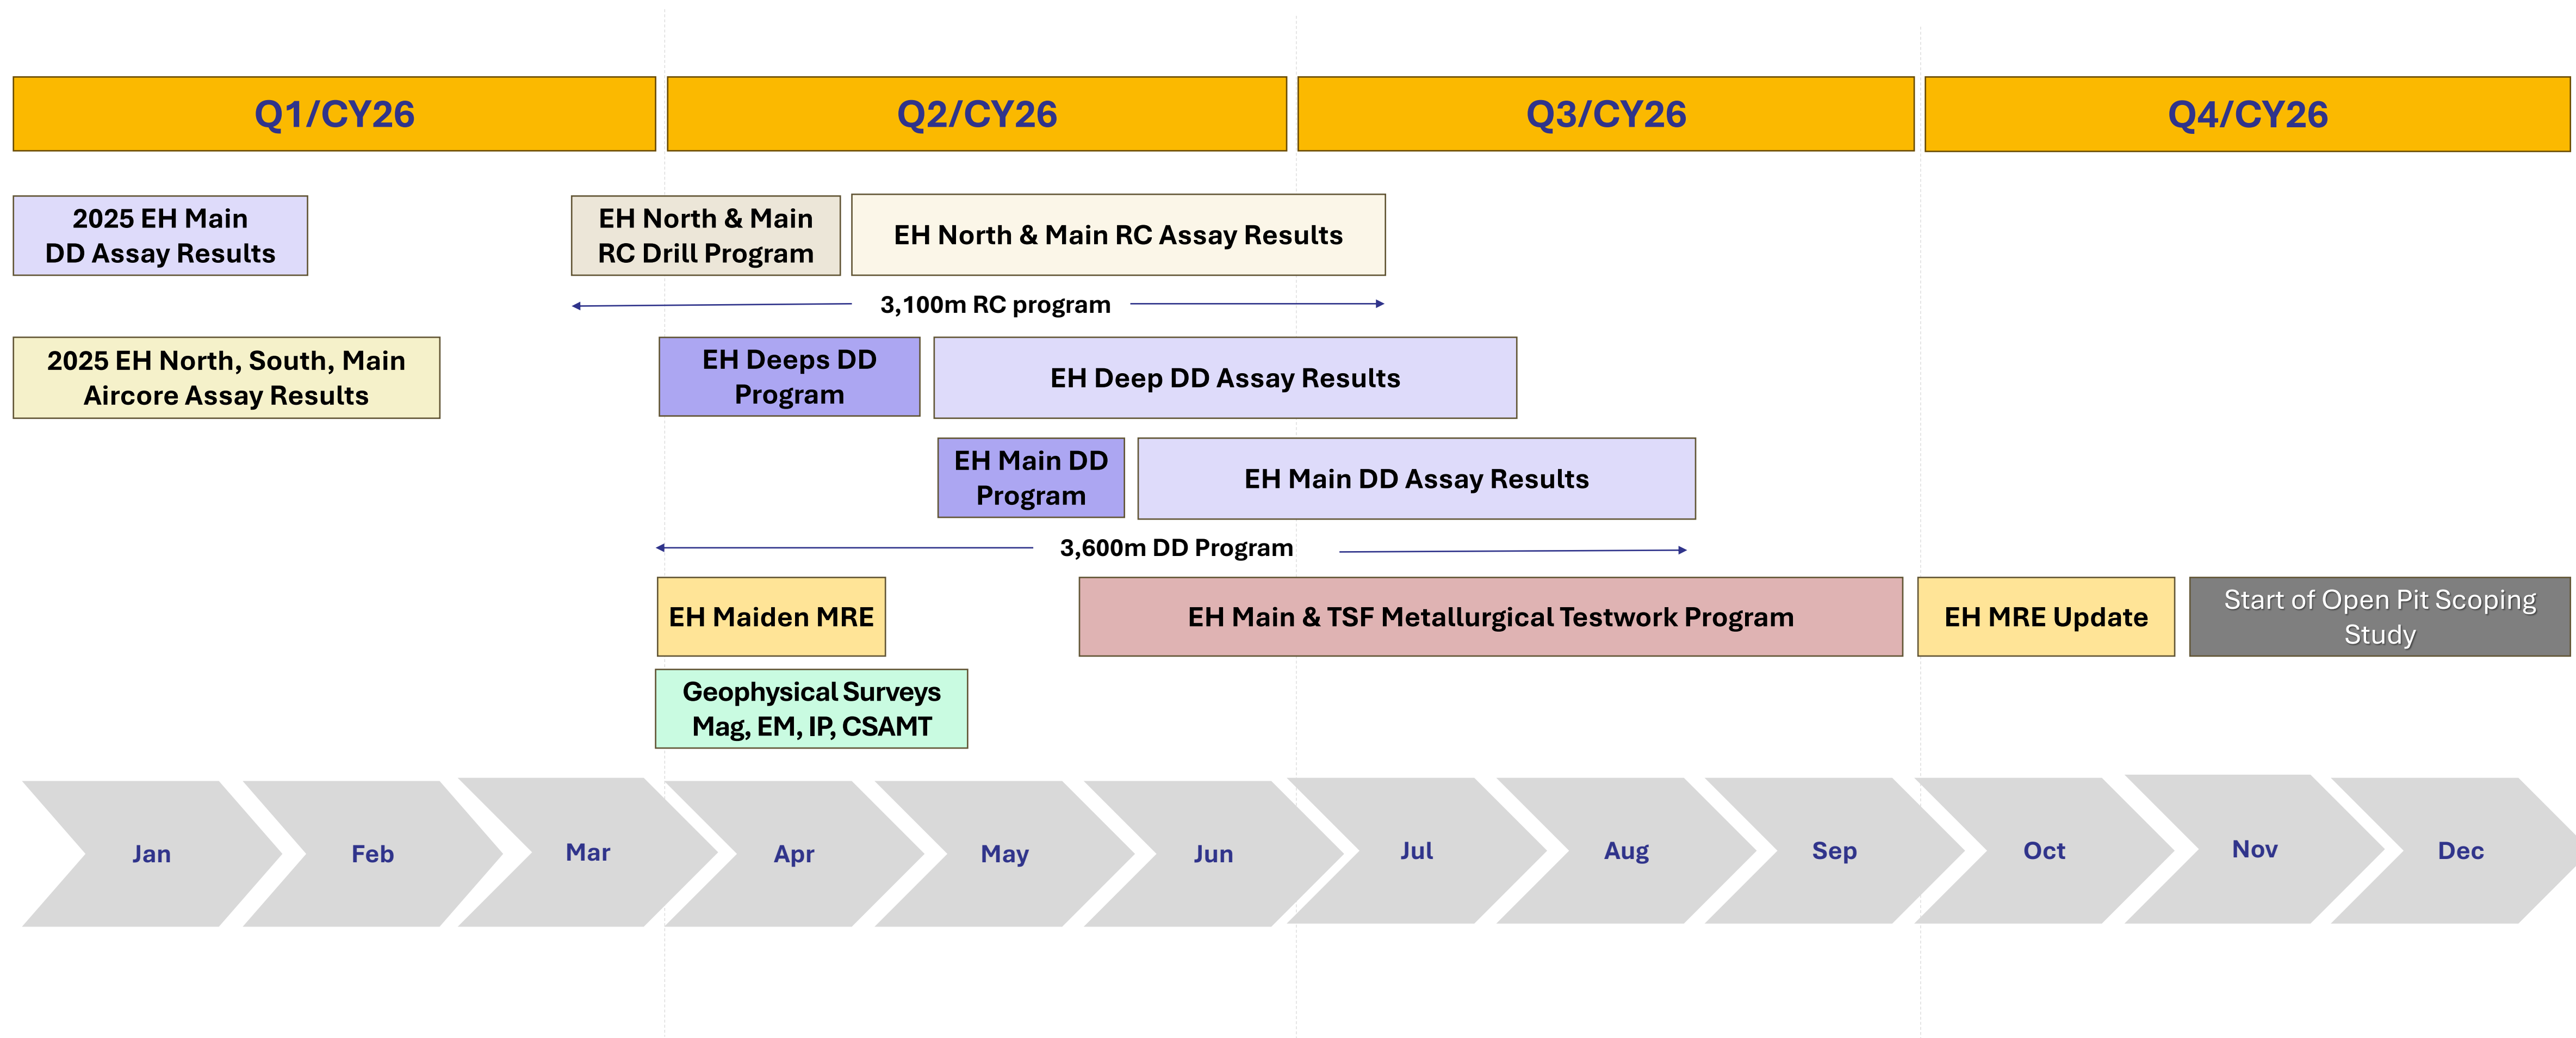 Q1/CY26
Q2/CY26
Q3/CY26
Q4/CY26
2025 EH Main
DD Assay Results
EH North & Main
RC Drill Program
EH North & Main RC Assay Results
3,100m RC program
2025 EH North, South, Main
Aircore Assay Results
EH Deeps DD
Program
EH Deep DD Assay Results
EH Main DD
Program
EH Main DD Assay Results
3,600m DD Program
EH Maiden MRE
EH Main & TSF Metallurgical Testwork Program
EH MRE Update
Start of Open Pit Scoping
Study
Geophysical Surveys
Mag, EM, IP, CSAMT
Jan
Feb
Mar
Apr
May
Jun
Jul
Aug
Sep
Oct
Nov
Dec